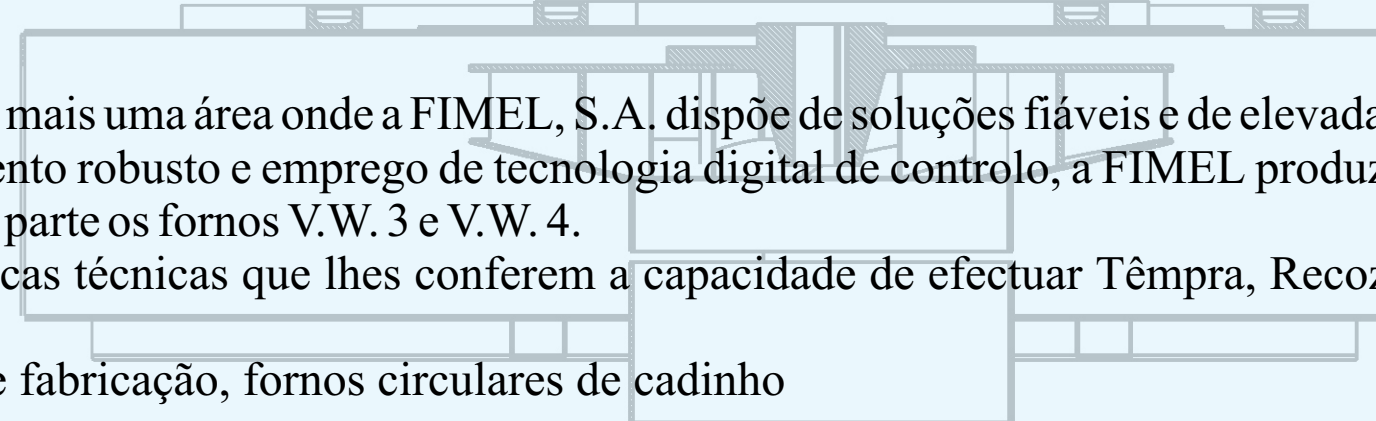 mais uma área onde a FIMEL, S.A. dispõe de soluções fiáveis e de elevada
ento robusto e emprego de tecnologia digital de controlo, a FIMEL produz
parte os fornos V.W. 3 e V.W. 4.
cas técnicas que lhes conferem a capacidade de efectuar Têmpra, Recoz
e fabricação, fornos circulares de cadinho